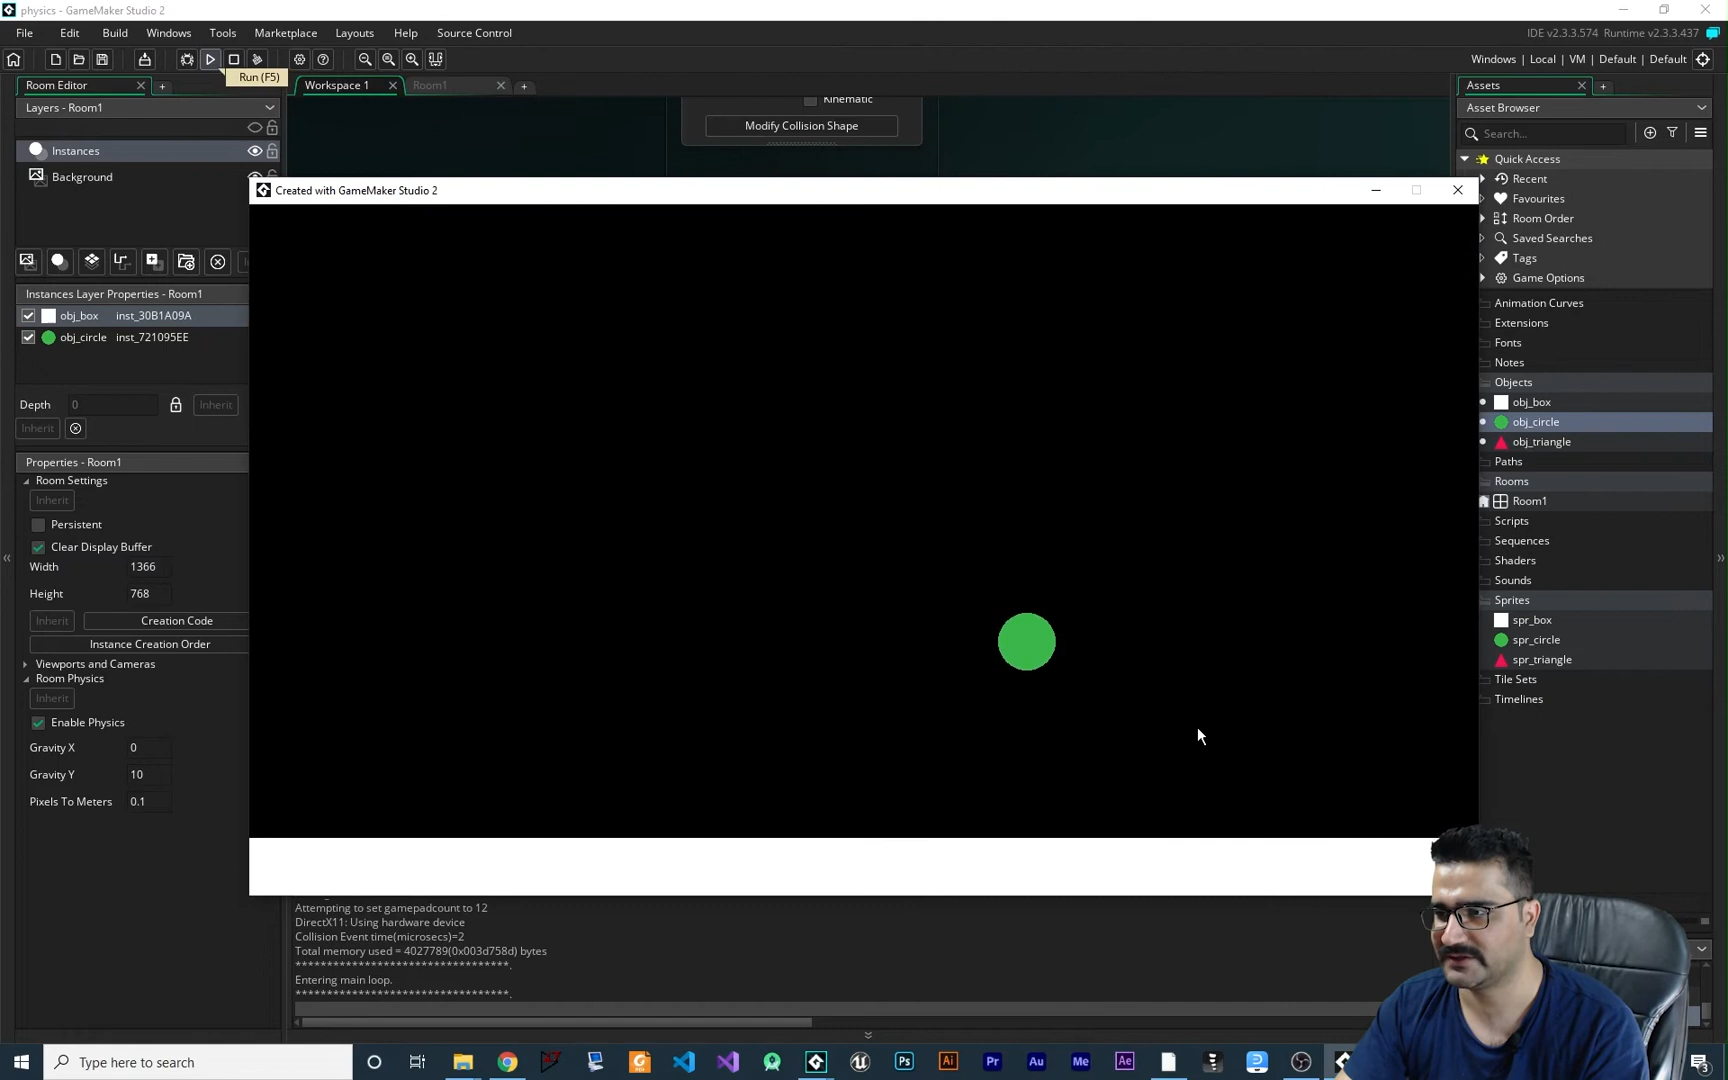 physics - GameMaker Studio 2
File Edit Build Windows Tools Marketplace Layouts Help Source Control
IDE v2.3.3.574 Runtime v2.3.3.437
Run (F5)
Windows | Local | VM | Default | Default
Room Editor
Workspace 1
Room1
Assets
Layers - Room1
Instances
Background
Kinematic
Modify Collision Shape
Asset Browser
Search...
Quick Access
Recent
Favourites
Room Order
Saved Searches
Tags
Game Options
Animation Curves
Extensions
Fonts
Notes
Objects
obj_box
obj_circle
obj_triangle
Paths
Rooms
Room1
Scripts
Sequences
Shaders
Sounds
Sprites
spr_box
spr_circle
spr_triangle
Tile Sets
Timelines
Created with GameMaker Studio 2
Instances Layer Properties - Room1
obj_box inst_30B1A09A
obj_circle inst_721095EE
Depth 0 Inherit
Inherit
Properties - Room1
Room Settings
Inherit
Persistent
Clear Display Buffer
Width 1366
Height 768
Inherit Creation Code
Instance Creation Order
Viewports and Cameras
Room Physics
Inherit
Enable Physics
Gravity X 0
Gravity Y 10
Pixels To Meters 0.1
Attempting to set gamepadcount to 12
DirectX11: Using hardware device
Collision Event time(microsecs)=2
Total memory used = 4027789(0x003d758d) bytes
**********************************.
Entering main loop.
**********************************.
Type here to search
Ps Ai Pr Au Me Ae
3